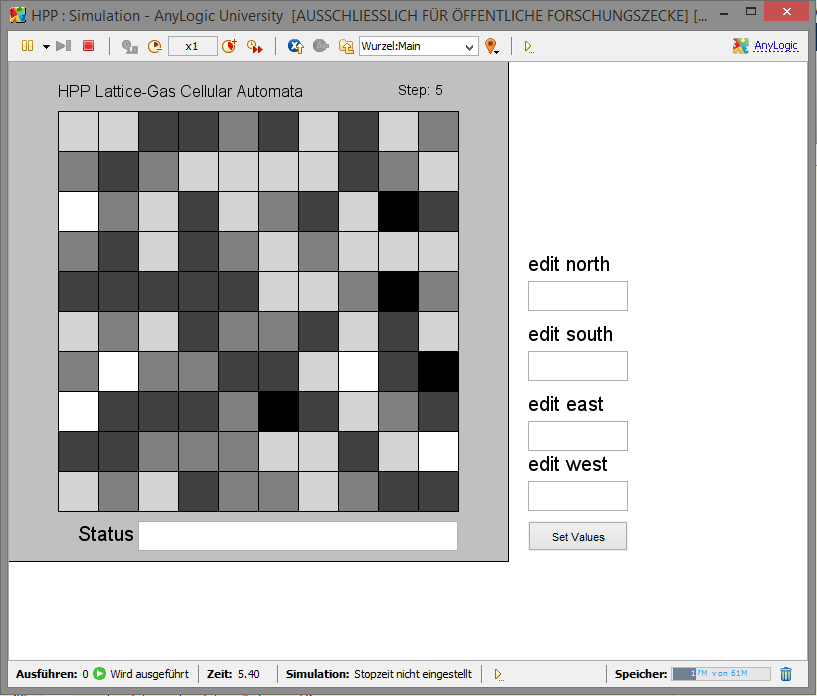 HPP : Simulation - AnyLogic University [AUSSCHLIESSLICH FÜR ÖFFENTLICHE FORSCHUNGSZECKE] [...
x1
Wurzel:Main
AnyLogic
HPP Lattice-Gas Cellular Automata
Step: 5
edit north
edit south
edit east
edit west
Set Values
Status
Ausführen: 0 Wird ausgeführt
Zeit: 5.40
Simulation: Stopzeit nicht eingestellt
Speicher: 17M von 61M